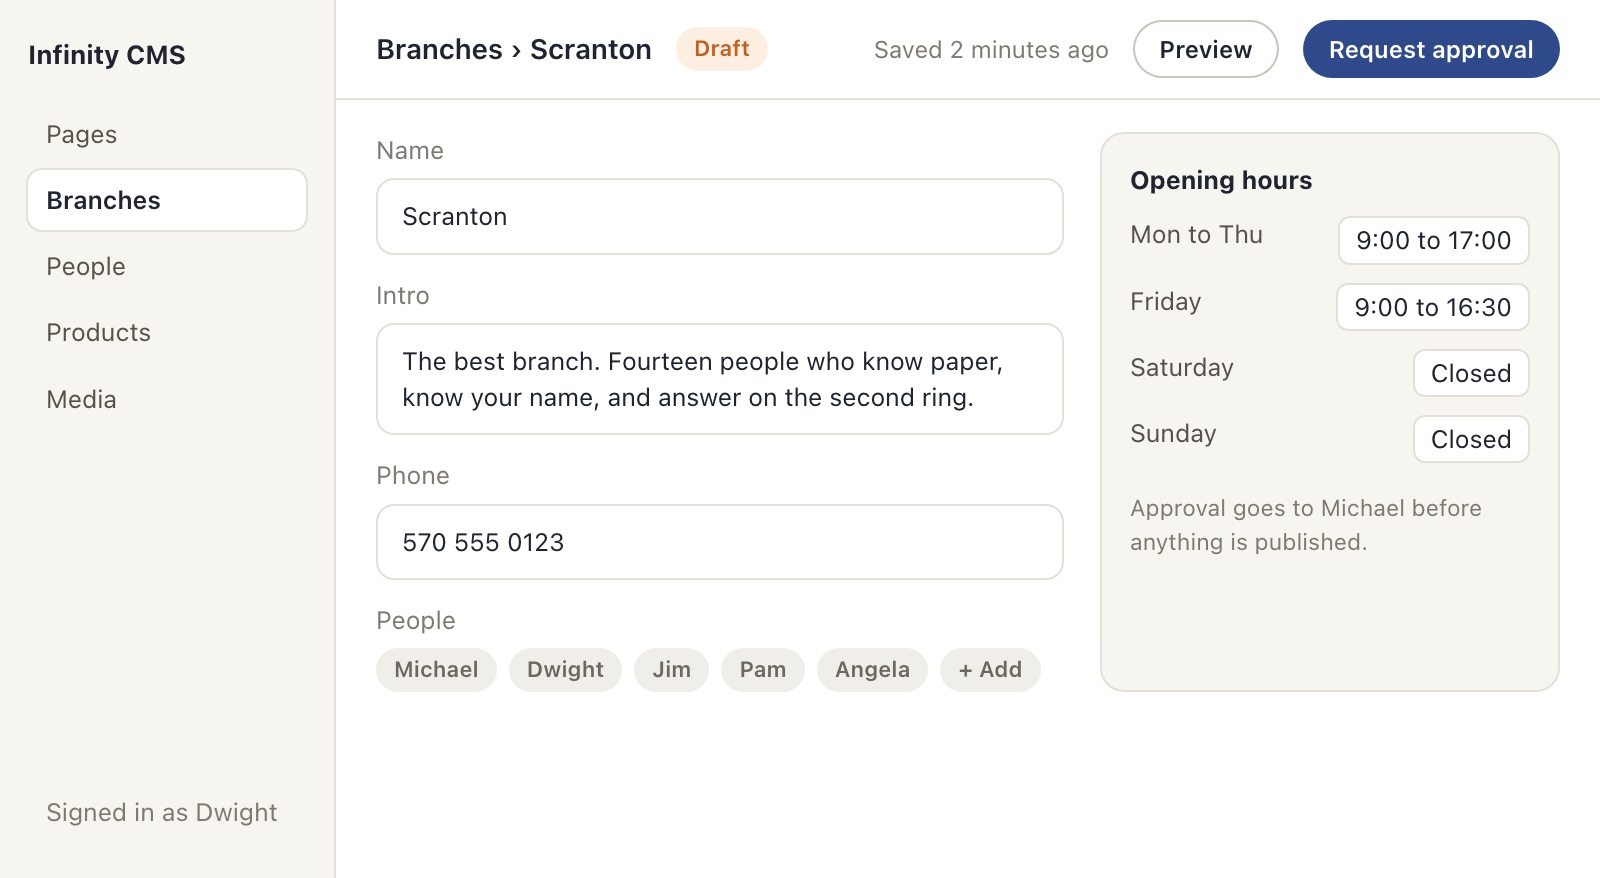 Infinity CMS
Pages
Branches
People
Products
Media
Signed in as Dwight
Branches › Scranton
Draft
Saved 2 minutes ago
Preview
Request approval
Name
Scranton
Intro
The best branch. Fourteen people who know paper,
know your name, and answer on the second ring.
Phone
570 555 0123
People
Michael
Dwight
Jim
Pam
Angela
+ Add
Opening hours
Mon to Thu
9:00 to 17:00
Friday
9:00 to 16:30
Saturday
Closed
Sunday
Closed
Approval goes to Michael before
anything is published.